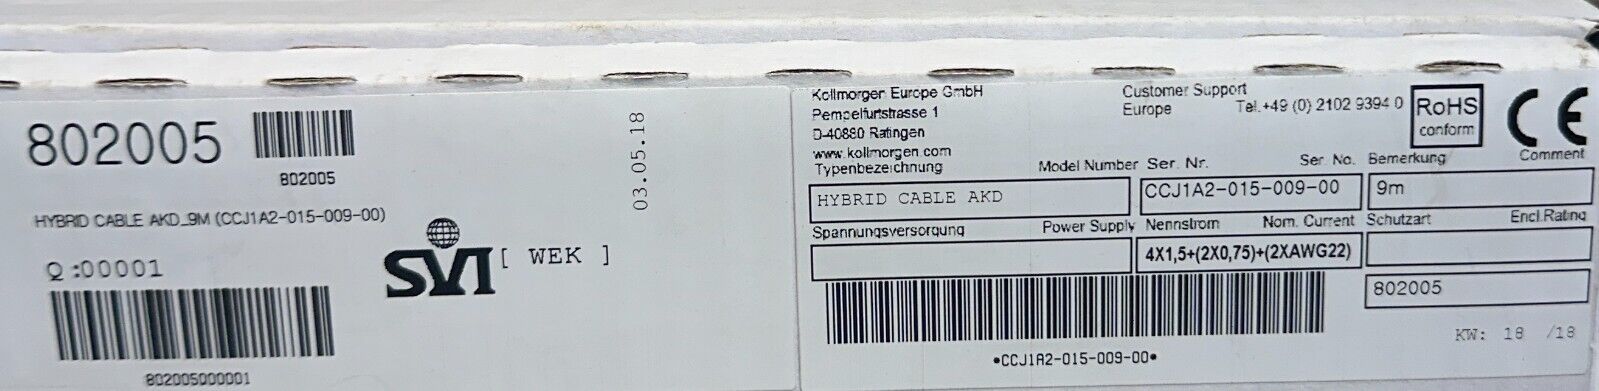 802005
802005
HYBRID CABLE AKD_9M (CCJ1A2-015-009-00)
Q :00001
802005000001
SVI
[ WEK ]
03.05.18
Kollmorgen Europe GmbH
Pempelfurtstrasse 1
D-40880 Ratingen
www.kollmorgen.com
Customer Support
Europe Tel.+49 (0) 2102 9394 0
RoHS
conform
CE
Typenbezeichnung Model Number Ser. Nr. Ser. No. Bemerkung Comment
HYBRID CABLE AKD CCJ1A2-015-009-00 9m
Spannungsversorgung Power Supply Nennstrom Nom. Current Schutzart Encl.Rating
4X1,5+(2X0,75)+(2XAWG22)
802005
*CCJ1A2-015-009-00*
KW: 18 /18